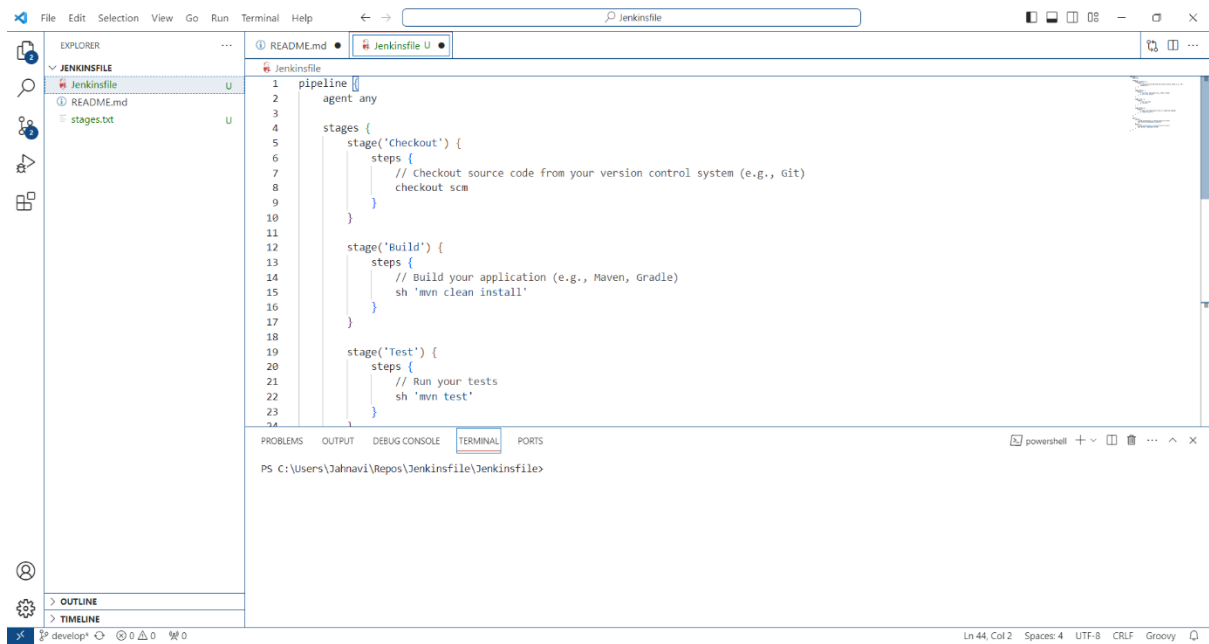 File Edit Selection View Go Run Terminal Help
Jenkinsfile
EXPLORER
JENKINSFILE
Jenkinsfile U
README.md
stages.txt U
2
2
OUTLINE
TIMELINE
README.md
Jenkinsfile U
Jenkinsfile
1 pipeline {
2 agent any
3
4 stages {
5 stage('Checkout') {
6 steps {
7 // Checkout source code from your version control system (e.g., Git)
8 checkout scm
9 }
10 }
11
12 stage('Build') {
13 steps {
14 // Build your application (e.g., Maven, Gradle)
15 sh 'mvn clean install'
16 }
17 }
18
19 stage('Test') {
20 steps {
21 // Run your tests
22 sh 'mvn test'
23 }
24 }
PROBLEMS OUTPUT DEBUG CONSOLE TERMINAL PORTS
powershell
PS C:\Users\Jahnavi\Repos\Jenkinsfile\Jenkinsfile>
develop* 0 0 0
Ln 44, Col 2 Spaces: 4 UTF-8 CRLF Groovy